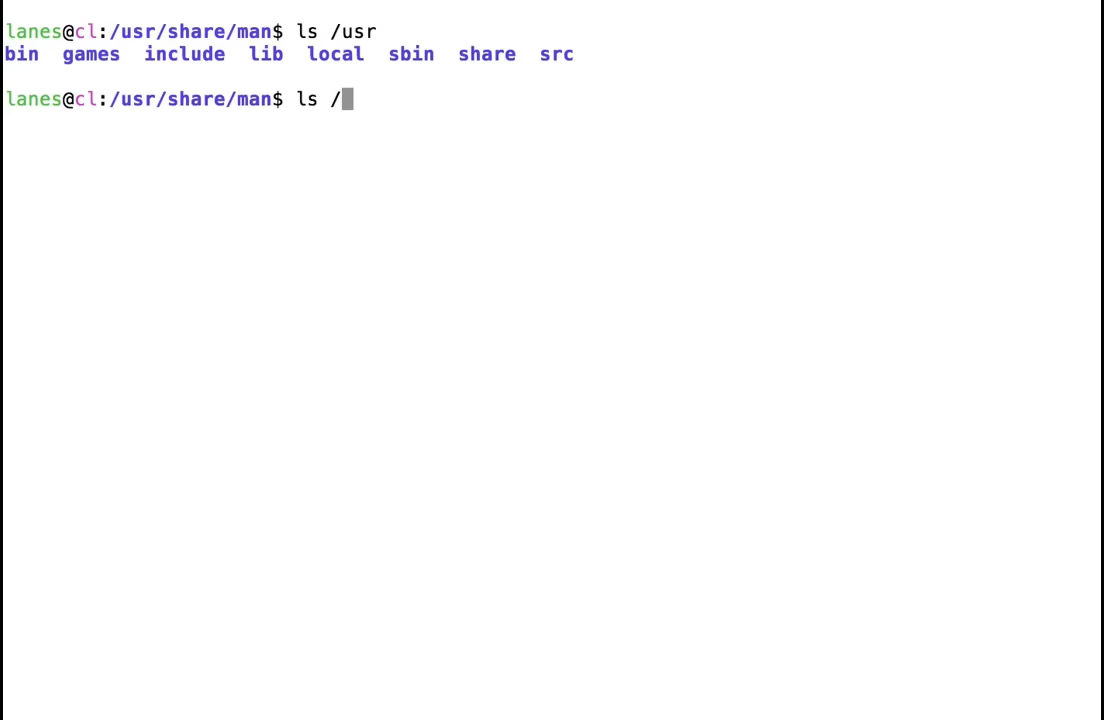 lanes@cl:/usr/share/man$ ls /usr
bin  games  include  lib  local  sbin  share  src
lanes@cl:/usr/share/man$ ls /